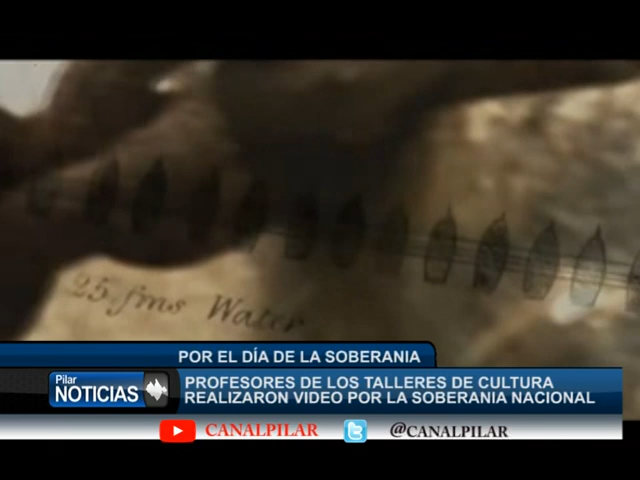 25. fms Water
POR EL DÍA DE LA SOBERANIA
Pilar
NOTICIAS
PROFESORES DE LOS TALLERES DE CULTURA
REALIZARON VIDEO POR LA SOBERANIA NACIONAL
CANALPILAR
@CANALPILAR